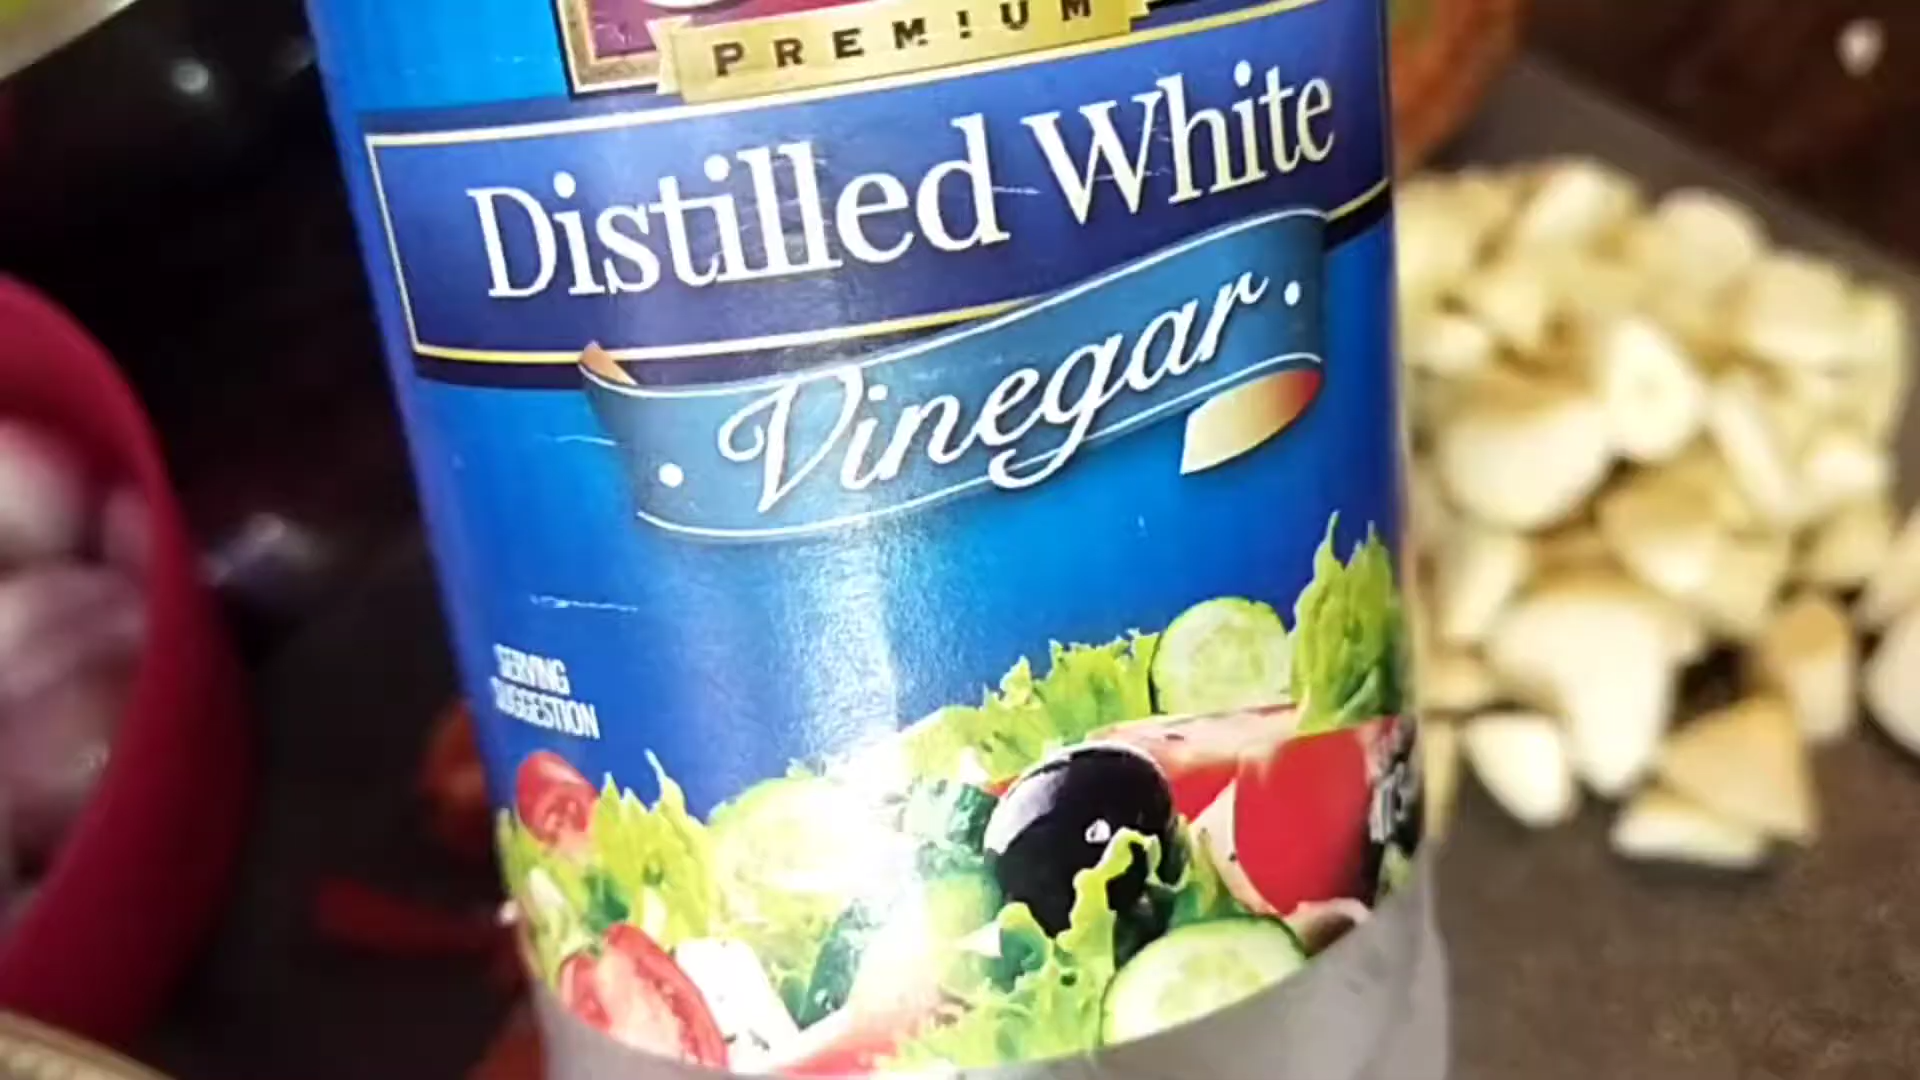 PREMIUM
Distilled White
Vinegar
SERVING
SUGGESTION